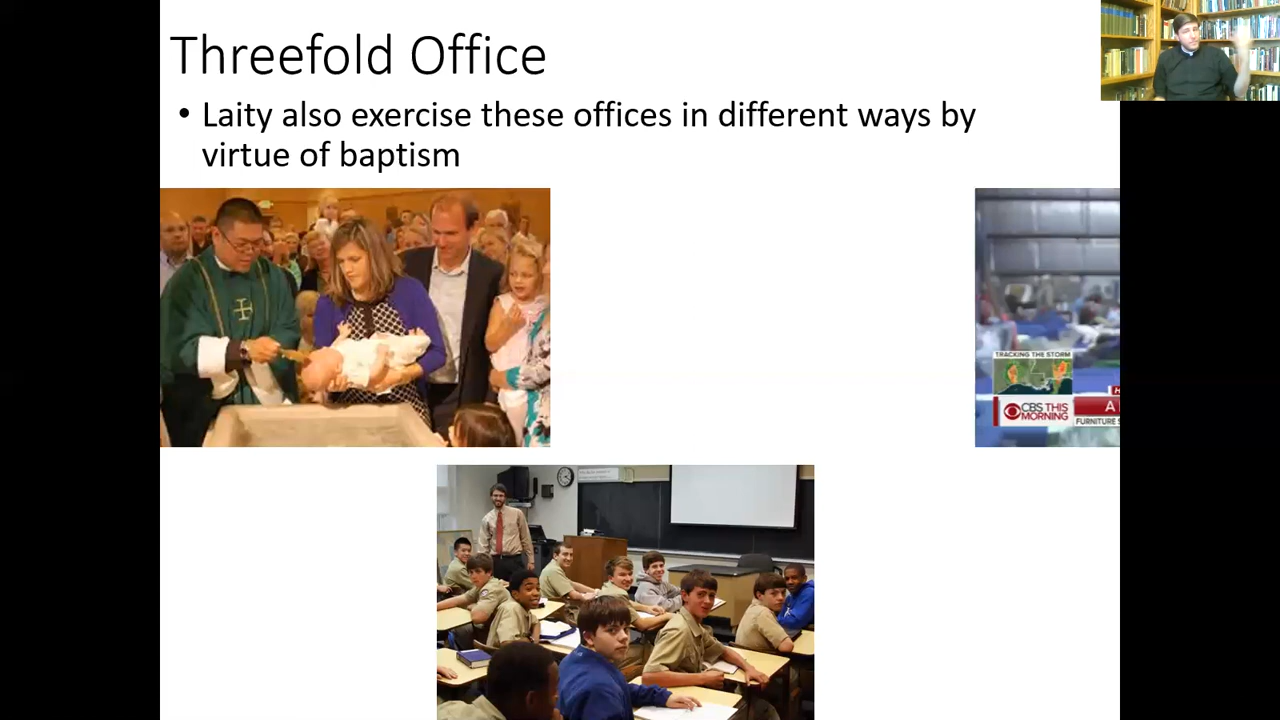 Threefold Office
• Laity also exercise these offices in different ways by
virtue of baptism
TRACKING THE STORM
CBS THIS
MORNING
A
FURNITURE S